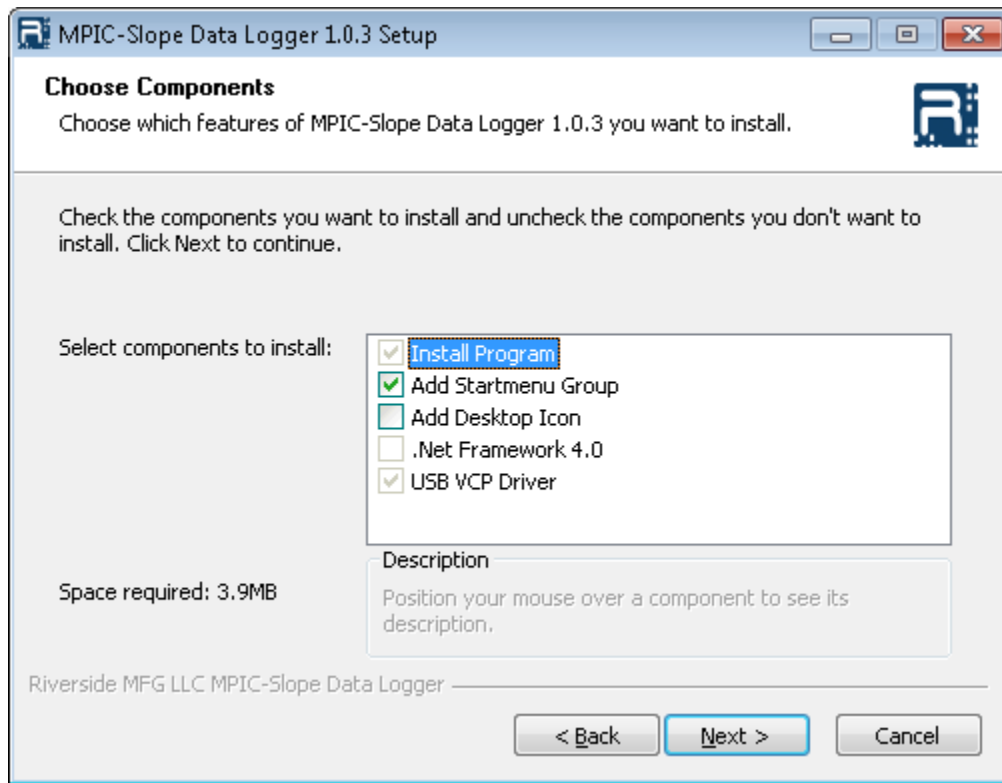 MPIC-Slope Data Logger 1.0.3 Setup
Choose Components
Choose which features of MPIC-Slope Data Logger 1.0.3 you want to install.
Check the components you want to install and uncheck the components you don't want to
install. Click Next to continue.
Select components to install:
Install Program
Add Startmenu Group
Add Desktop Icon
.Net Framework 4.0
USB VCP Driver
Space required: 3.9MB
Description
Position your mouse over a component to see its
description.
Riverside MFG LLC MPIC-Slope Data Logger
< Back
Next >
Cancel